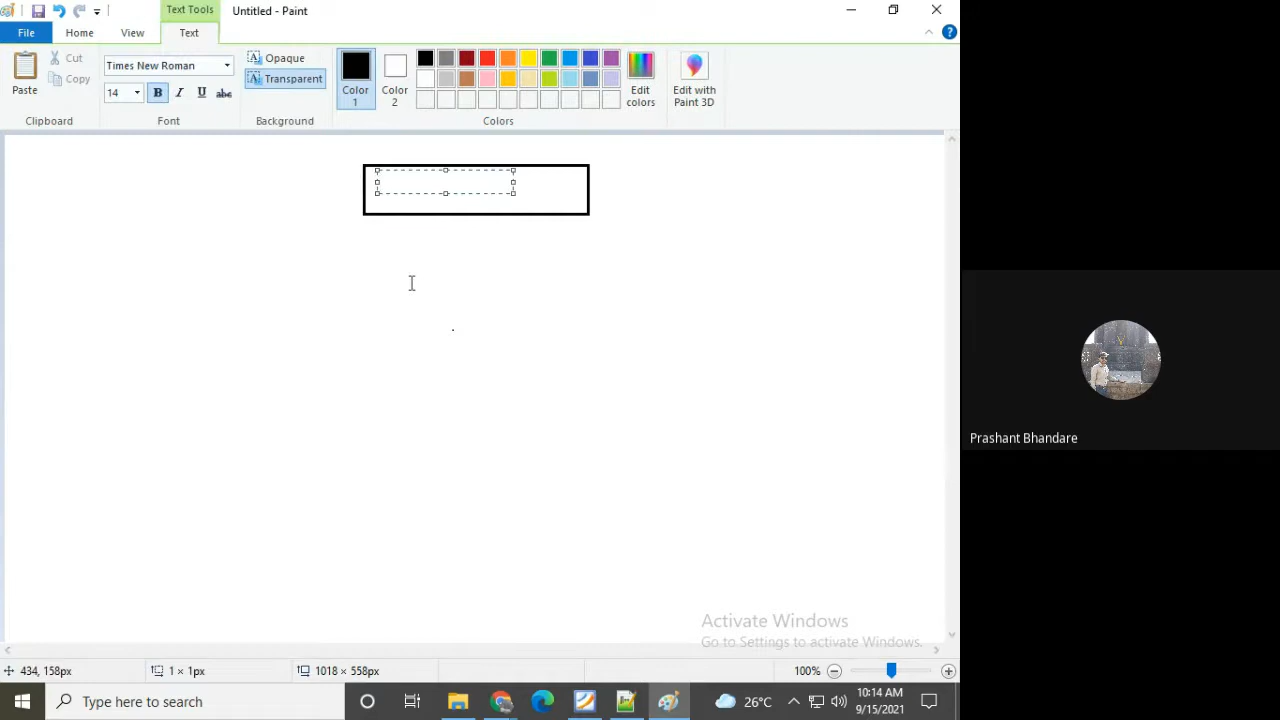 Text Tools
Untitled - Paint
File
Home
View
Text
Paste
Cut
Copy
Clipboard
Times New Roman
14
B
I
U
abc
Font
Opaque
Transparent
Background
Color
1
Color
2
Edit
colors
Colors
Edit with
Paint 3D
Prashant Bhandare
Activate Windows
Go to Settings to activate Windows.
434, 158px
1 × 1px
1018 × 558px
100%
Type here to search
26°C
10:14 AM
9/15/2021